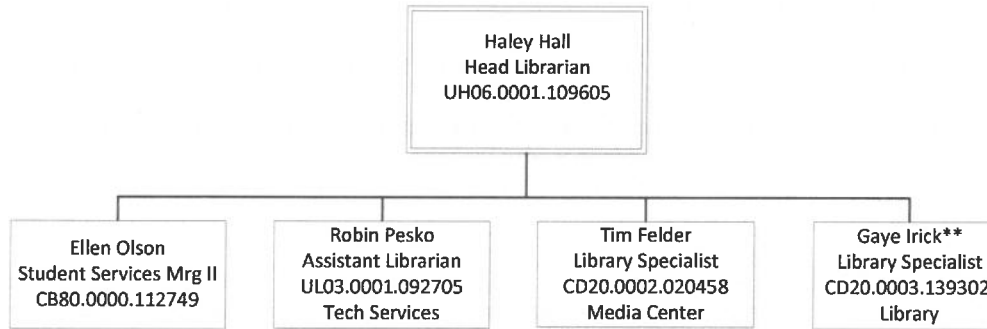 Haley Hall
Head Librarian
UH06.0001.109605
Ellen Olson
Student Services Mrg II
CB80.0000.112749
Robin Pesko
Assistant Librarian
UL03.0001.092705
Tech Services
Tim Felder
Library Specialist
CD20.0002.020458
Media Center
Gaye Irick**
Library Specialist
CD20.0003.139302
Library